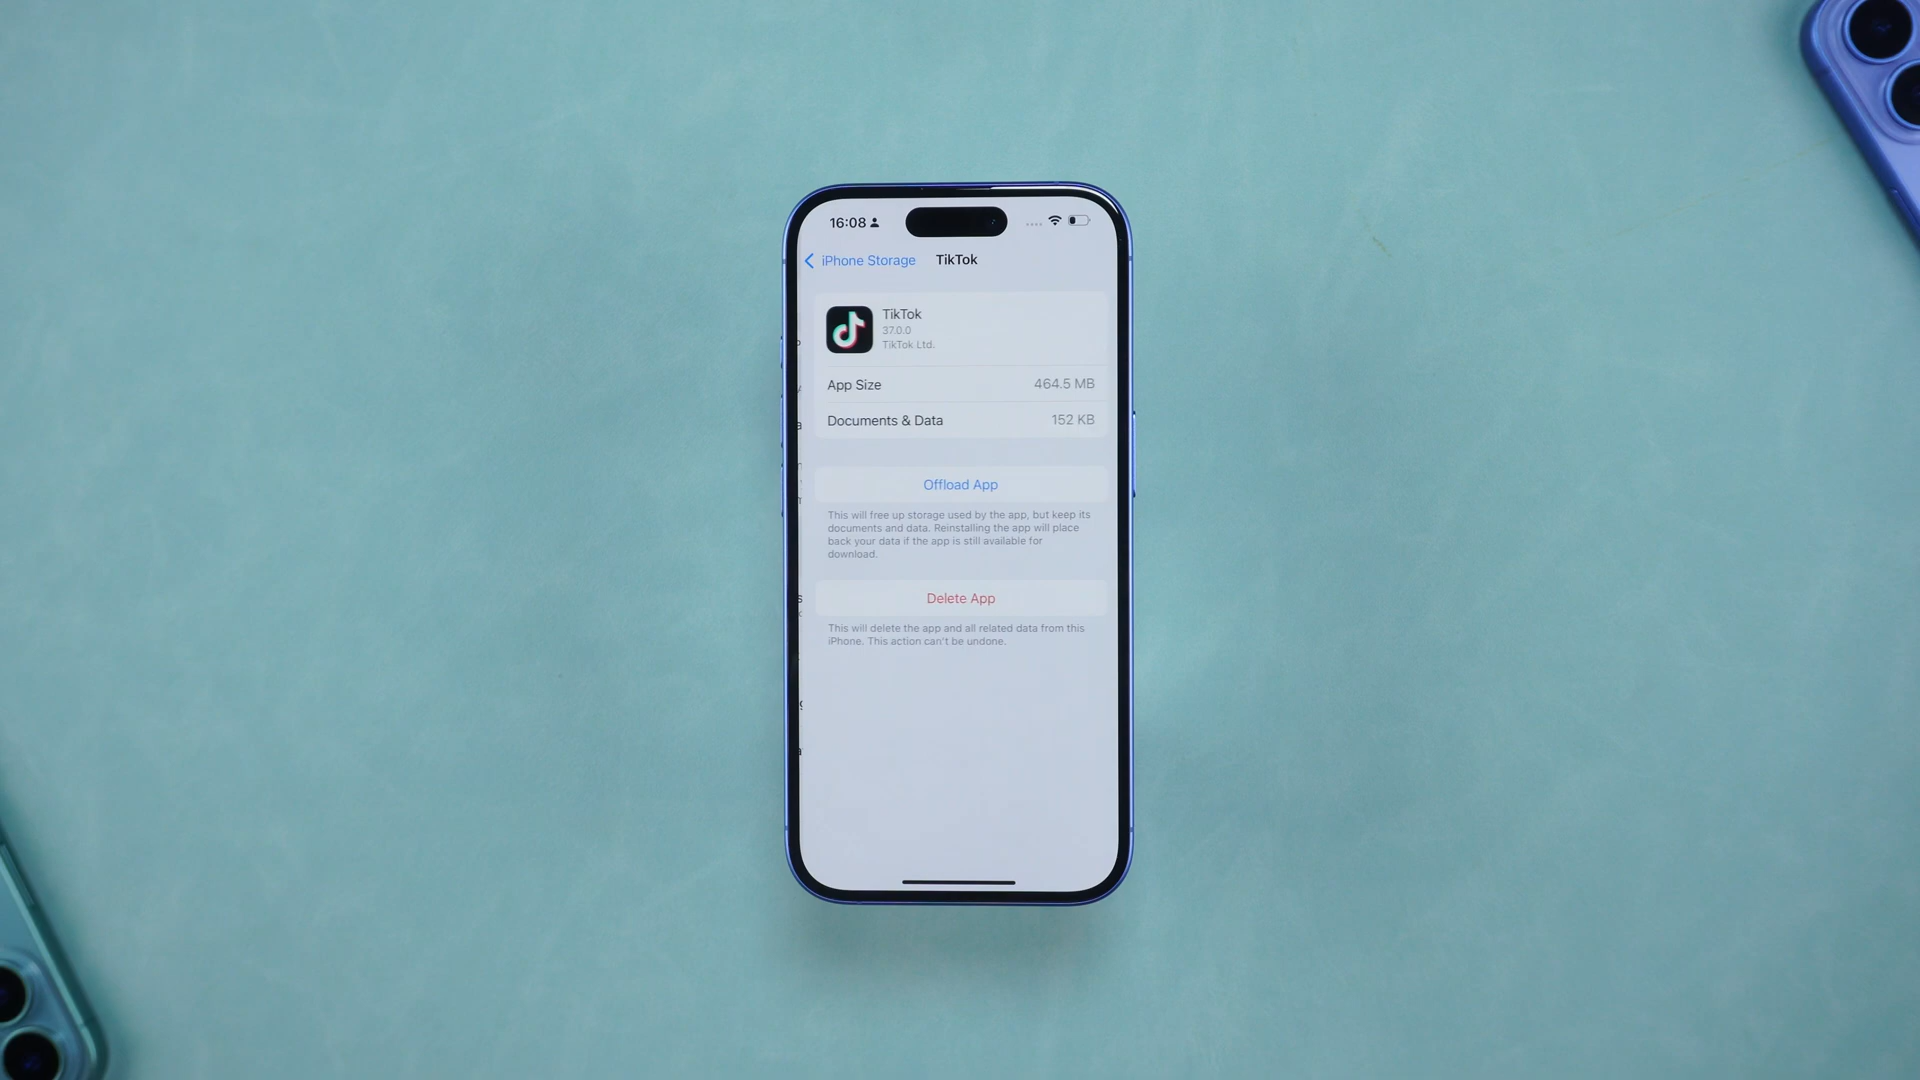 16:08
iPhone Storage TikTok
TikTok
37.0.0
TikTok Ltd.
App Size 464.5 MB
Documents & Data 152 KB
Offload App
This will free up storage used by the app, but keep its
documents and data. Reinstalling the app will place
back your data if the app is still available for
download.
Delete App
This will delete the app and all related data from this
iPhone. This action can't be undone.